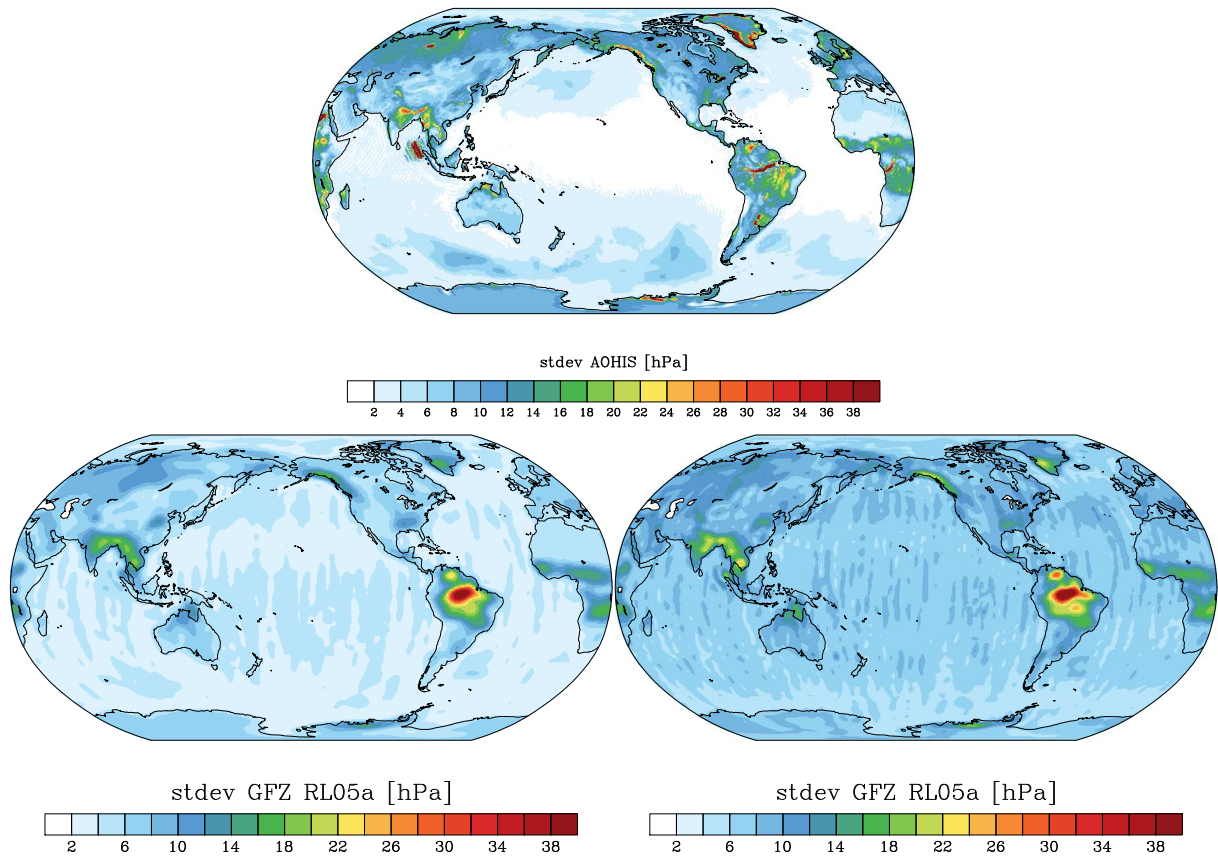 stdev AOHIS [hPa]
2 4 6 8 10 12 14 16 18 20 22 24 26 28 30 32 34 36 38
stdev GFZ RL05a [hPa]
2 6 10 14 18 22 26 30 34 38
stdev GFZ RL05a [hPa]
2 6 10 14 18 22 26 30 34 38